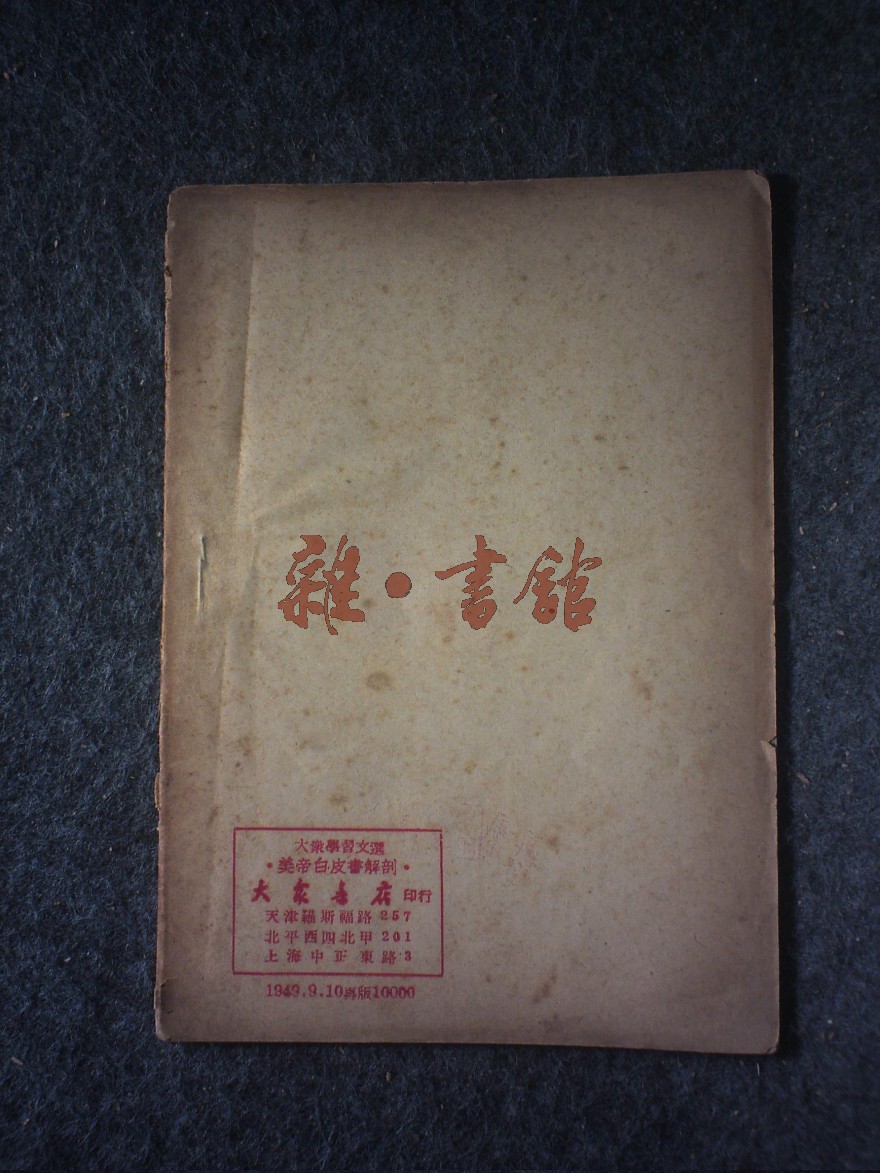 雜·書館
大衆學習文選
·美帝白皮書解剖·
大衆書店 印行
天津羅斯福路257
北平西四北甲201
上海中正東路3
1949.9.10再版10000